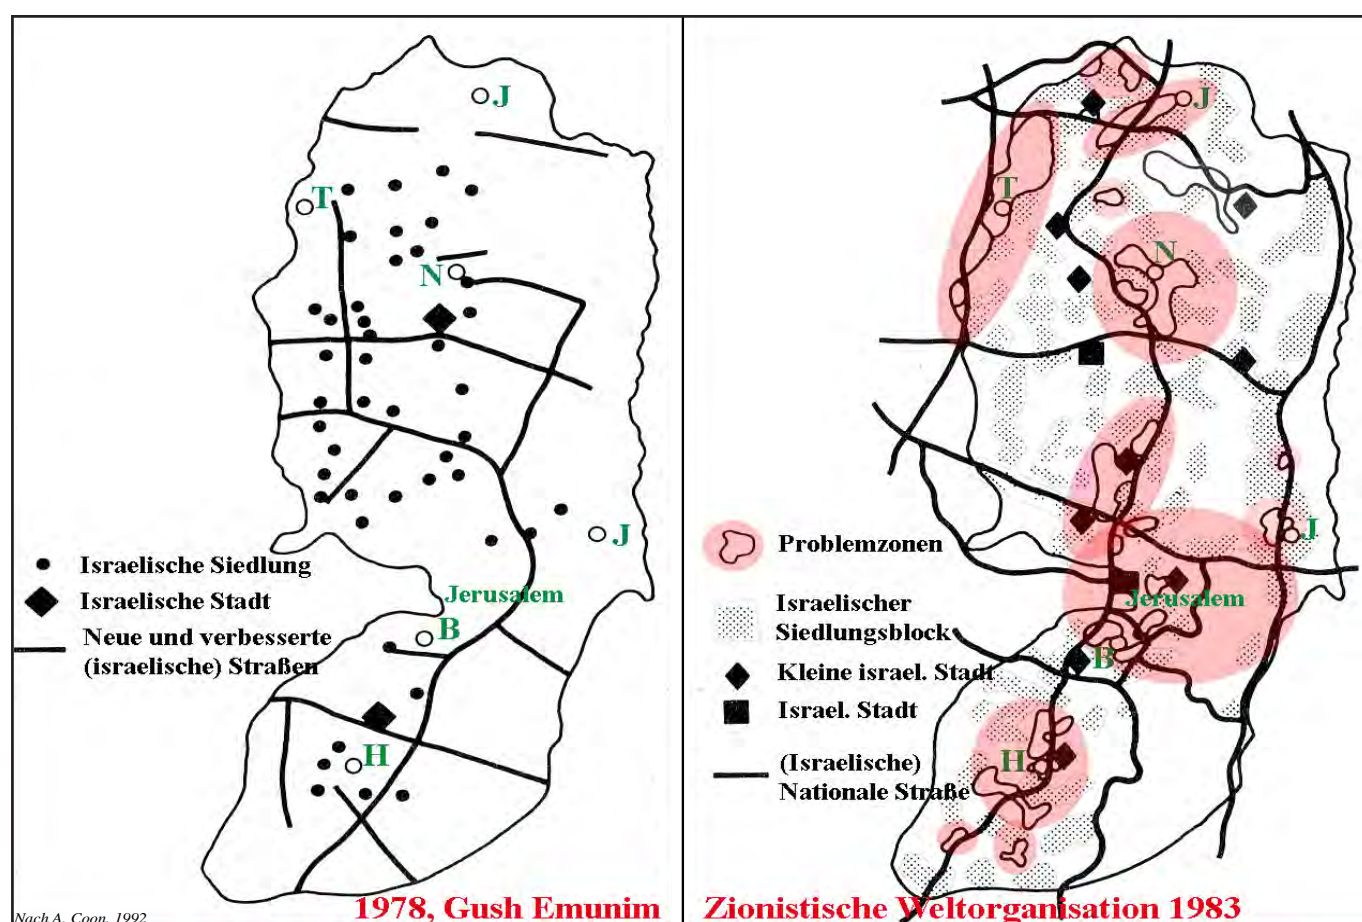 J
T
N
J
Jerusalem
B
H
Israelische Siedlung
Israelische Stadt
Neue und verbesserte
(israelische) Straßen
1978, Gush Emunim
Nach A. Coon, 1992
J
T
N
J
Jerusalem
B
H
Problemzonen
Israelischer
Siedlungsblock
Kleine israel. Stadt
Israel. Stadt
(Israelische)
Nationale Straße
Zionistische Weltorganisation 1983